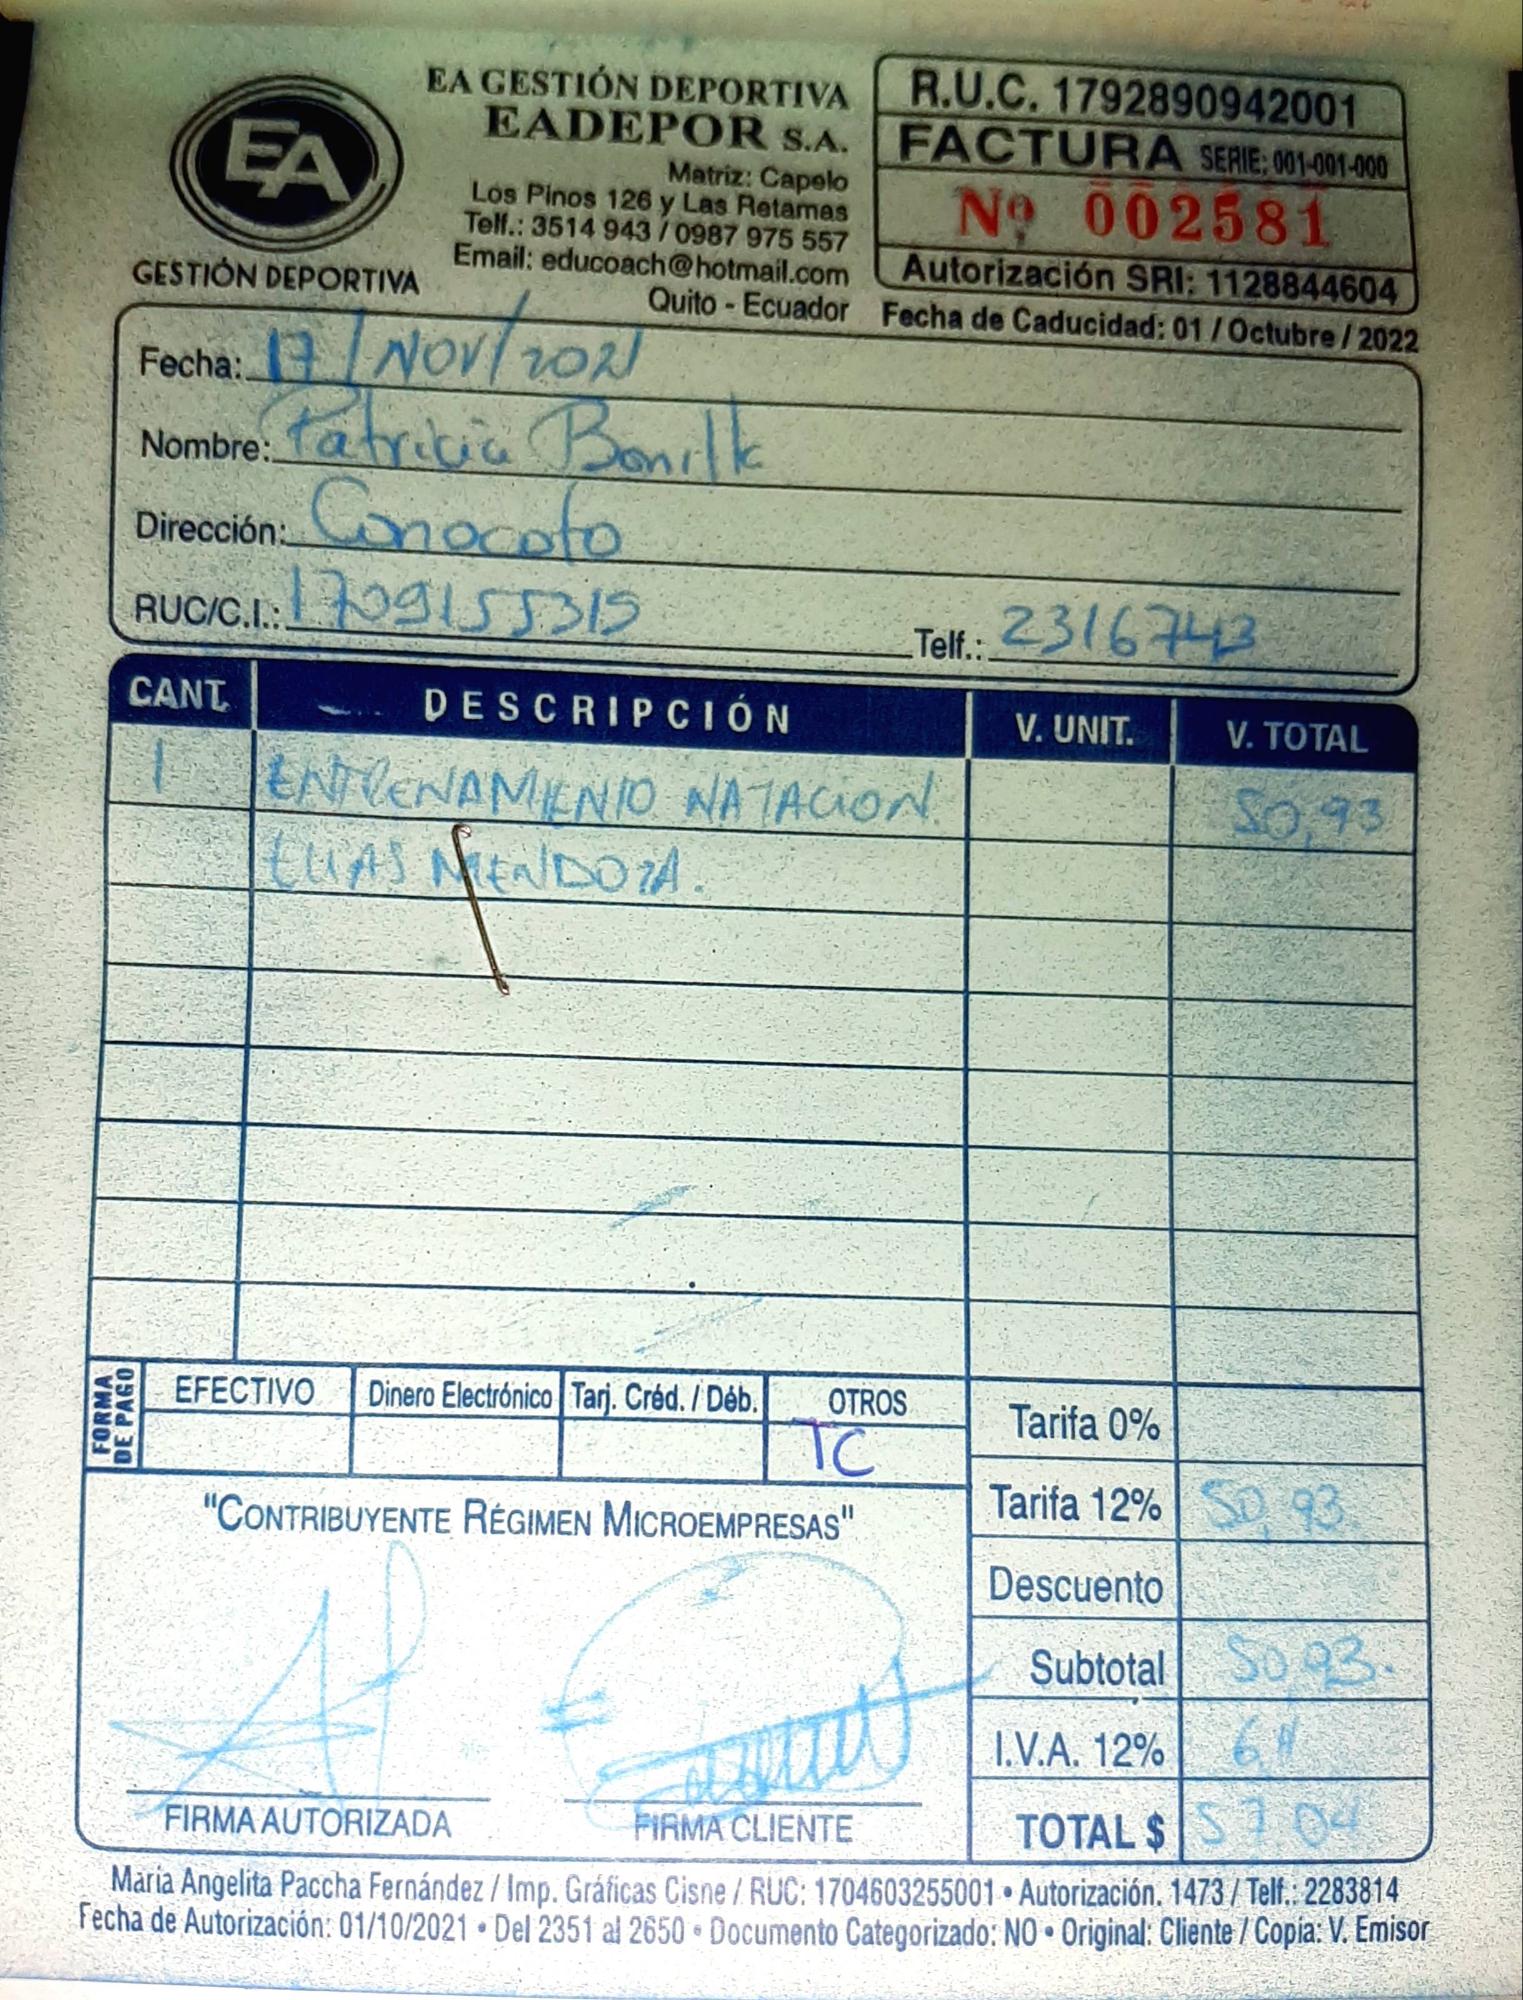 EA
GESTIÓN DEPORTIVA
EA GESTIÓN DEPORTIVA
EADEPOR S.A.
Matriz: Capelo
Los Pinos 126 y Las Retamas
Telf.: 3514 943 / 0987 975 557
Email: educoach@hotmail.com
Quito - Ecuador
R.U.C. 1792890942001
FACTURA SERIE: 001-001-000
Nº 002581
Autorización SRI: 1128844604
Fecha de Caducidad: 01 / Octubre / 2022
Fecha: 17/NOV/2021
Nombre: Patricia Bonilla
Dirección: Conocoto
RUC/C.I.: 1709155315 Telf.: 2316743
CANT. DESCRIPCIÓN V. UNIT. V. TOTAL
1 ENTRENAMIENTO NATACION. 50,93
ELIAS MENDOZA.
FORMA DE PAGO
EFECTIVO Dinero Electrónico Tarj. Créd. / Déb. OTROS
TC
Tarifa 0%
Tarifa 12% 50,93.
Descuento
Subtotal 50,93.
I.V.A. 12% 6,11
TOTAL $ 57,04
"CONTRIBUYENTE RÉGIMEN MICROEMPRESAS"
FIRMA AUTORIZADA FIRMA CLIENTE
María Angelita Paccha Fernández / Imp. Gráficas Cisne / RUC: 1704603255001 • Autorización. 1473 / Telf.: 2283814
Fecha de Autorización: 01/10/2021 • Del 2351 al 2650 • Documento Categorizado: NO • Original: Cliente / Copia: V. Emisor